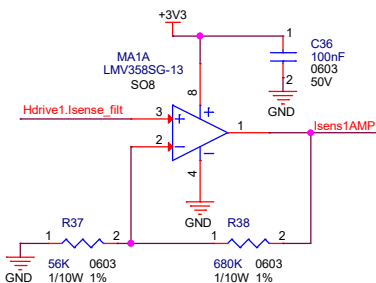 +3V3
MA1A
LMV358SG-13
SO8
1
C36
100nF
0603
50V
2
GND
8
Hdrive1.Isense_filt
3
+
+
1
Isens1AMP
2
-
-
4
GND
R37
1
2
56K
0603
1/10W
1%
GND
R38
1
2
680K
0603
1/10W
1%